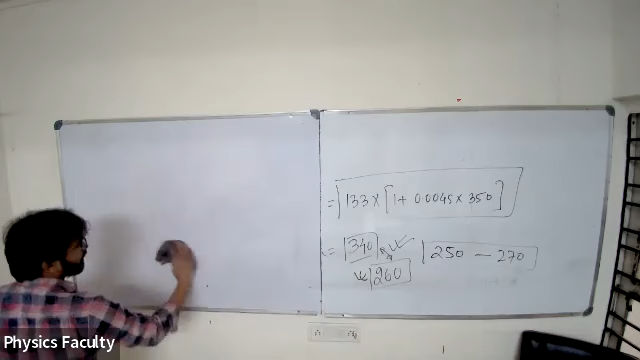 = 133 × [1 + 0.0045 × 350]
= 340 250 — 270
260
Physics Faculty